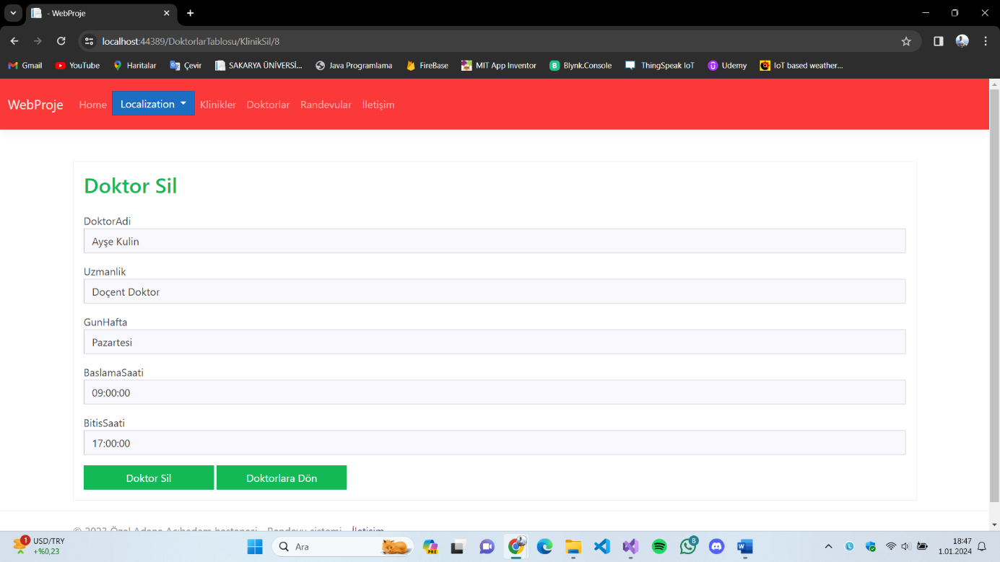 - WebProje
localhost:44389/DoktorlarTablosu/KlinikSil/8
Gmail YouTube Haritalar Çevir SAKARYA ÜNİVERSİ... Java Programlama FireBase MIT App Inventor Blynk.Console ThingSpeak IoT Udemy IoT based weather...
WebProje Home Localization Klinikler Doktorlar Randevular İletişim
Doktor Sil
DoktorAdi
Ayşe Kulin
Uzmanlik
Doçent Doktor
GunHafta
Pazartesi
BaslamaSaati
09:00:00
BitisSaati
17:00:00
Doktor Sil Doktorlara Dön
© 2023 Özel Adana Acıbadem hastanesi - Randevu sistemi - İletişim
1 USD/TRY
+%0,23
Ara
PRE
8
18:47
1.01.2024